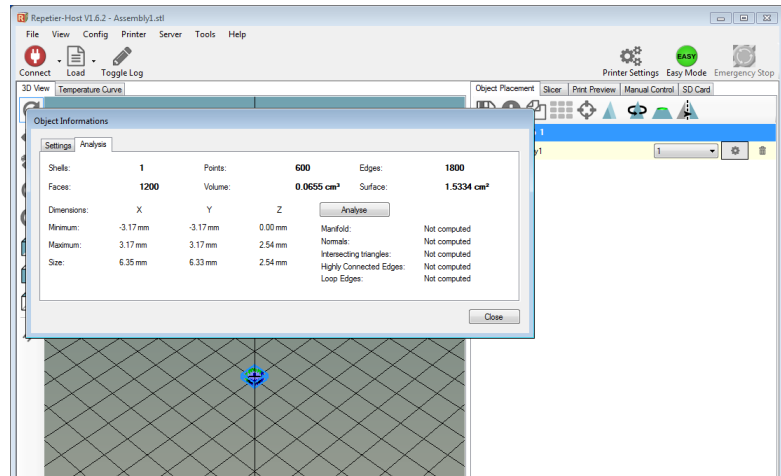 Repetier-Host V1.6.2 - Assembly1.stl
File View Config Printer Server Tools Help
EASY
Connect Load Toggle Log Printer Settings Easy Mode Emergency Stop
3D View Temperature Curve Object Placement Slicer Print Preview Manual Control SD Card
Object Informations
1
Settings Analysis
y1 1
Shells: 1 Points: 600 Edges: 1800
Faces: 1200 Volume: 0.0655 cm³ Surface: 1.5334 cm²
Dimensions: X Y Z Analyse
Minimum: -3.17 mm -3.17 mm 0.00 mm Manifold: Not computed
Maximum: 3.17 mm 3.17 mm 2.54 mm Normals: Not computed
Intersecting triangles: Not computed
Size: 6.35 mm 6.33 mm 2.54 mm Highly Connected Edges: Not computed
Loop Edges: Not computed
Close